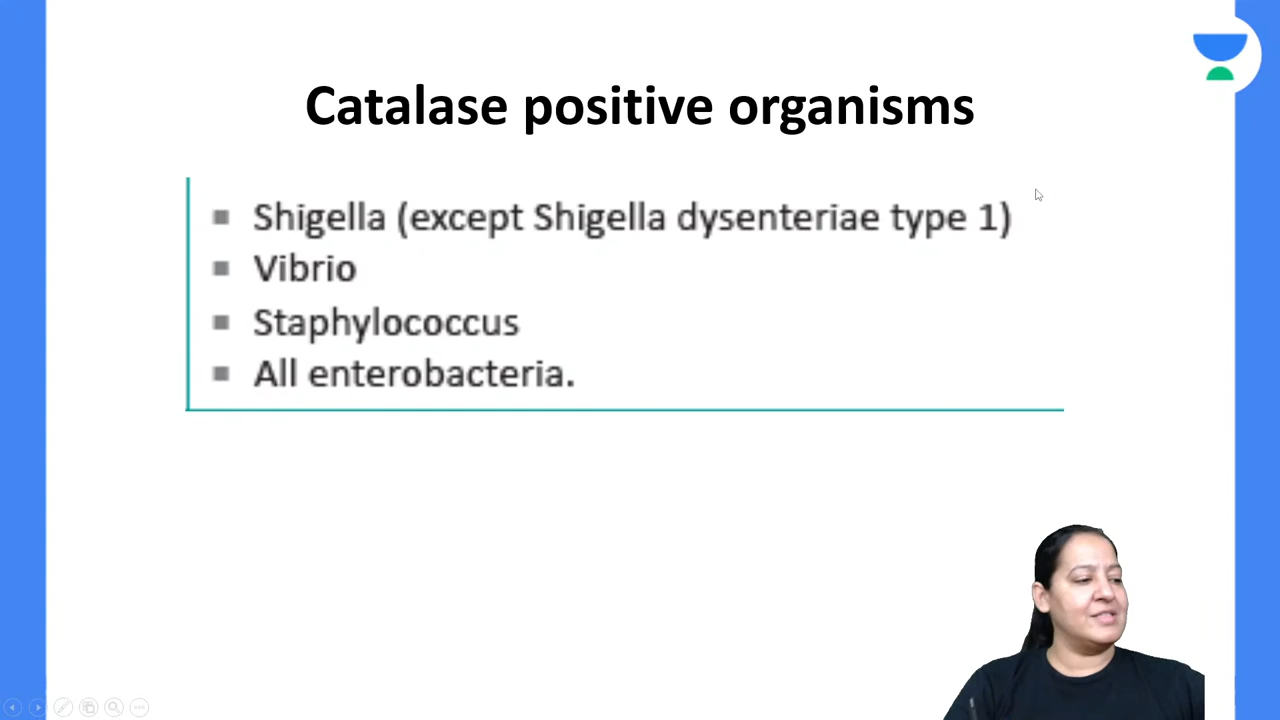 Catalase positive organisms
▪ Shigella (except Shigella dysenteriae type 1)
▪ Vibrio
▪ Staphylococcus
▪ All enterobacteria.